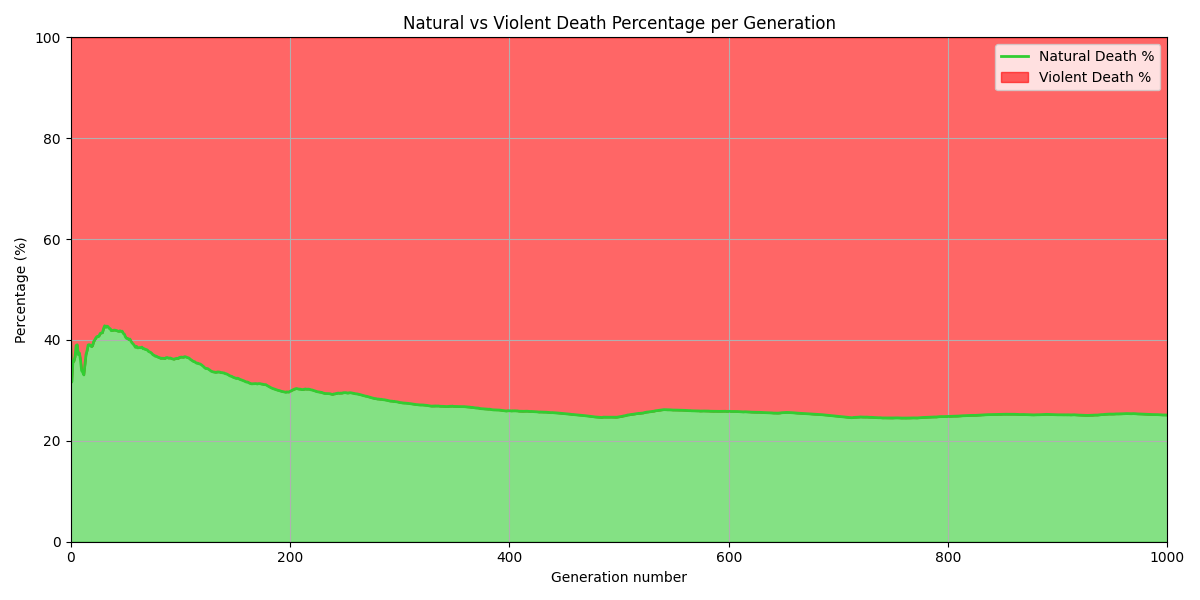 Natural vs Violent Death Percentage per Generation
100
80
60
40
20
0
Percentage (%)
Natural Death %
Violent Death %
0 200 400 600 800 1000
Generation number